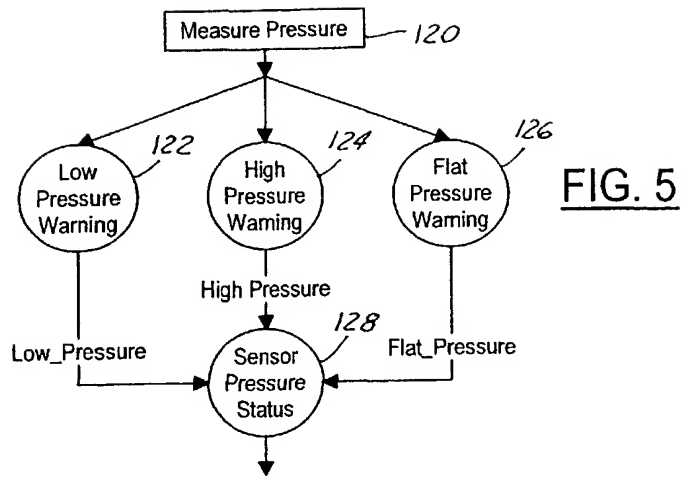 Measure Pressure
120
122
124
126
Low
Pressure
Warning
High
Pressure
Warning
Flat
Pressure
Warning
FIG. 5
High Pressure
128
Low_Pressure
Flat_Pressure
Sensor
Pressure
Status